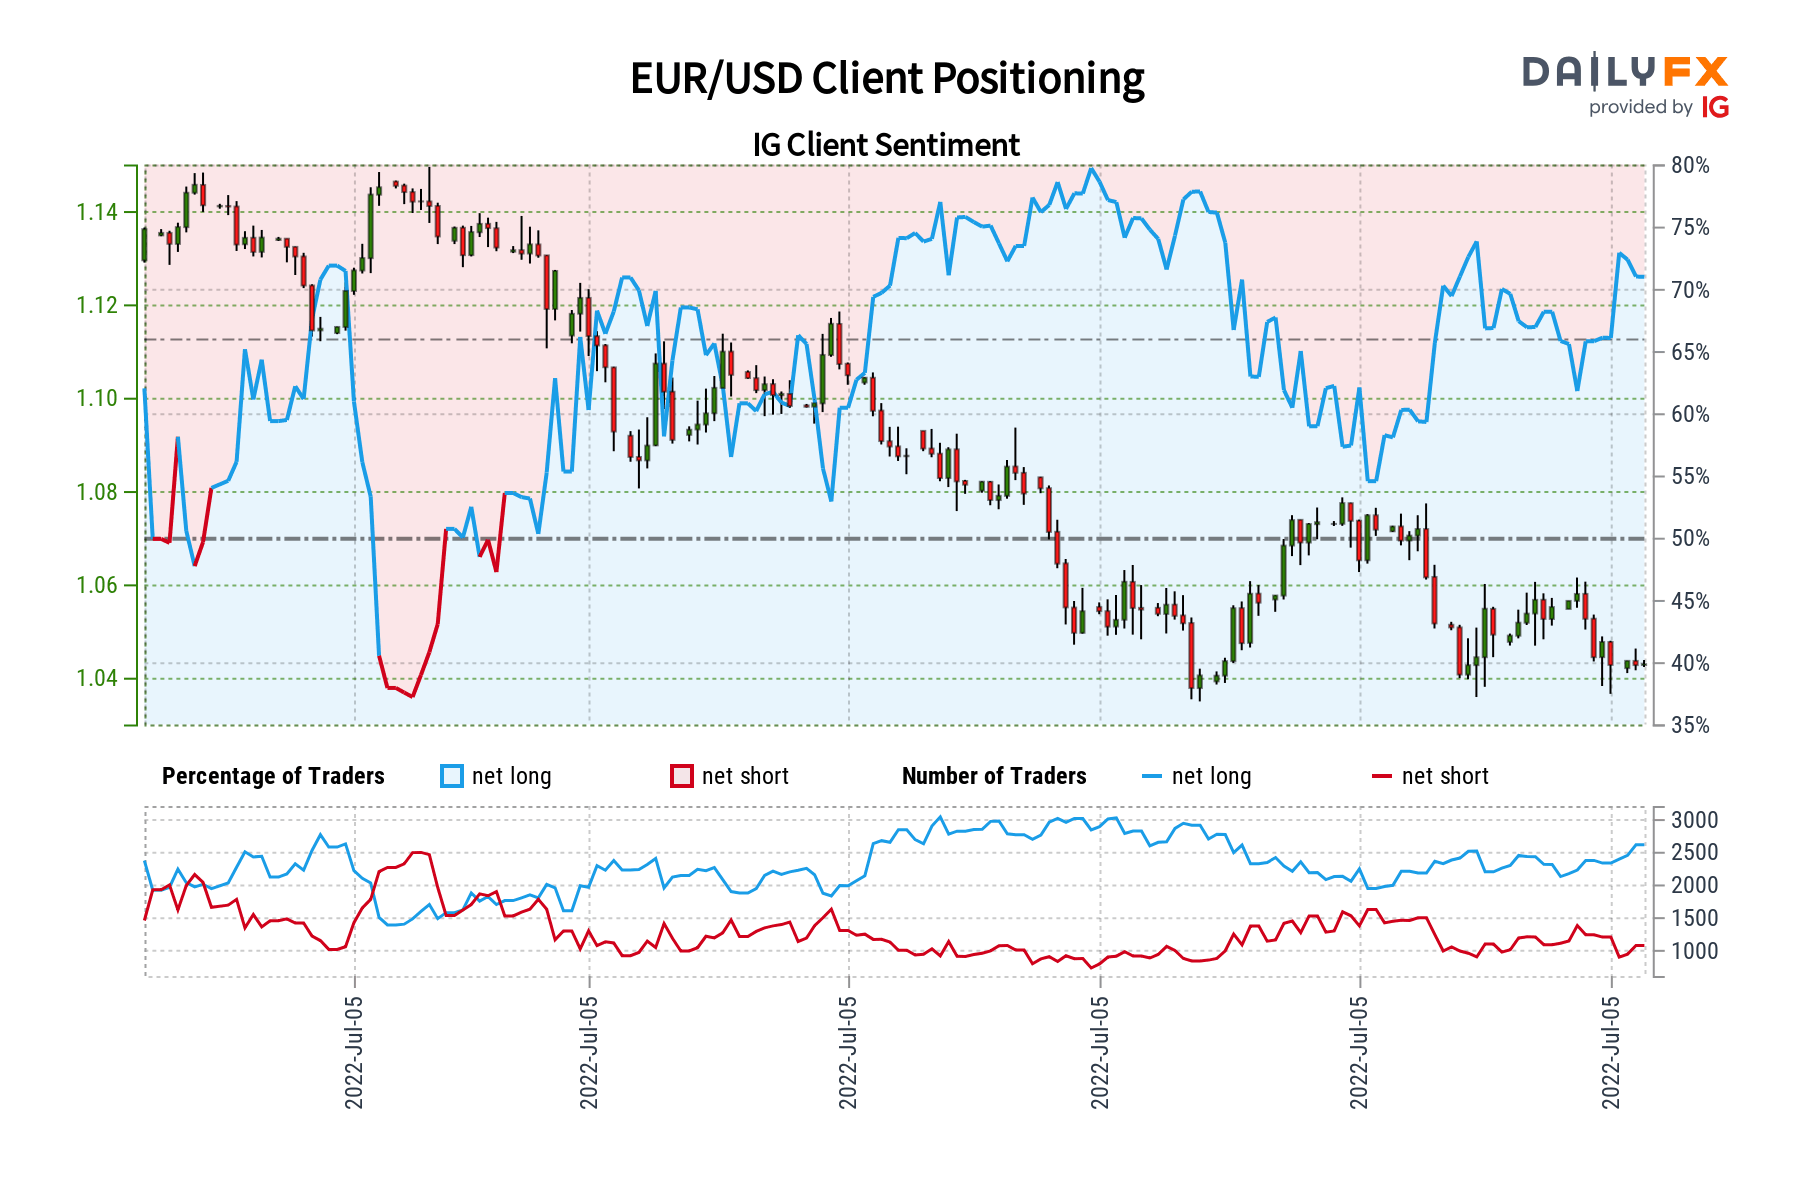 EUR/USD Client Positioning
DAILYFX
provided by IG
IG Client Sentiment
1.14
1.12
1.10
1.08
1.06
1.04
80%
75%
70%
65%
60%
55%
50%
45%
40%
35%
Percentage of Traders net long net short Number of Traders net long net short
3000
2500
2000
1500
1000
2022-Jul-05
2022-Jul-05
2022-Jul-05
2022-Jul-05
2022-Jul-05
2022-Jul-05